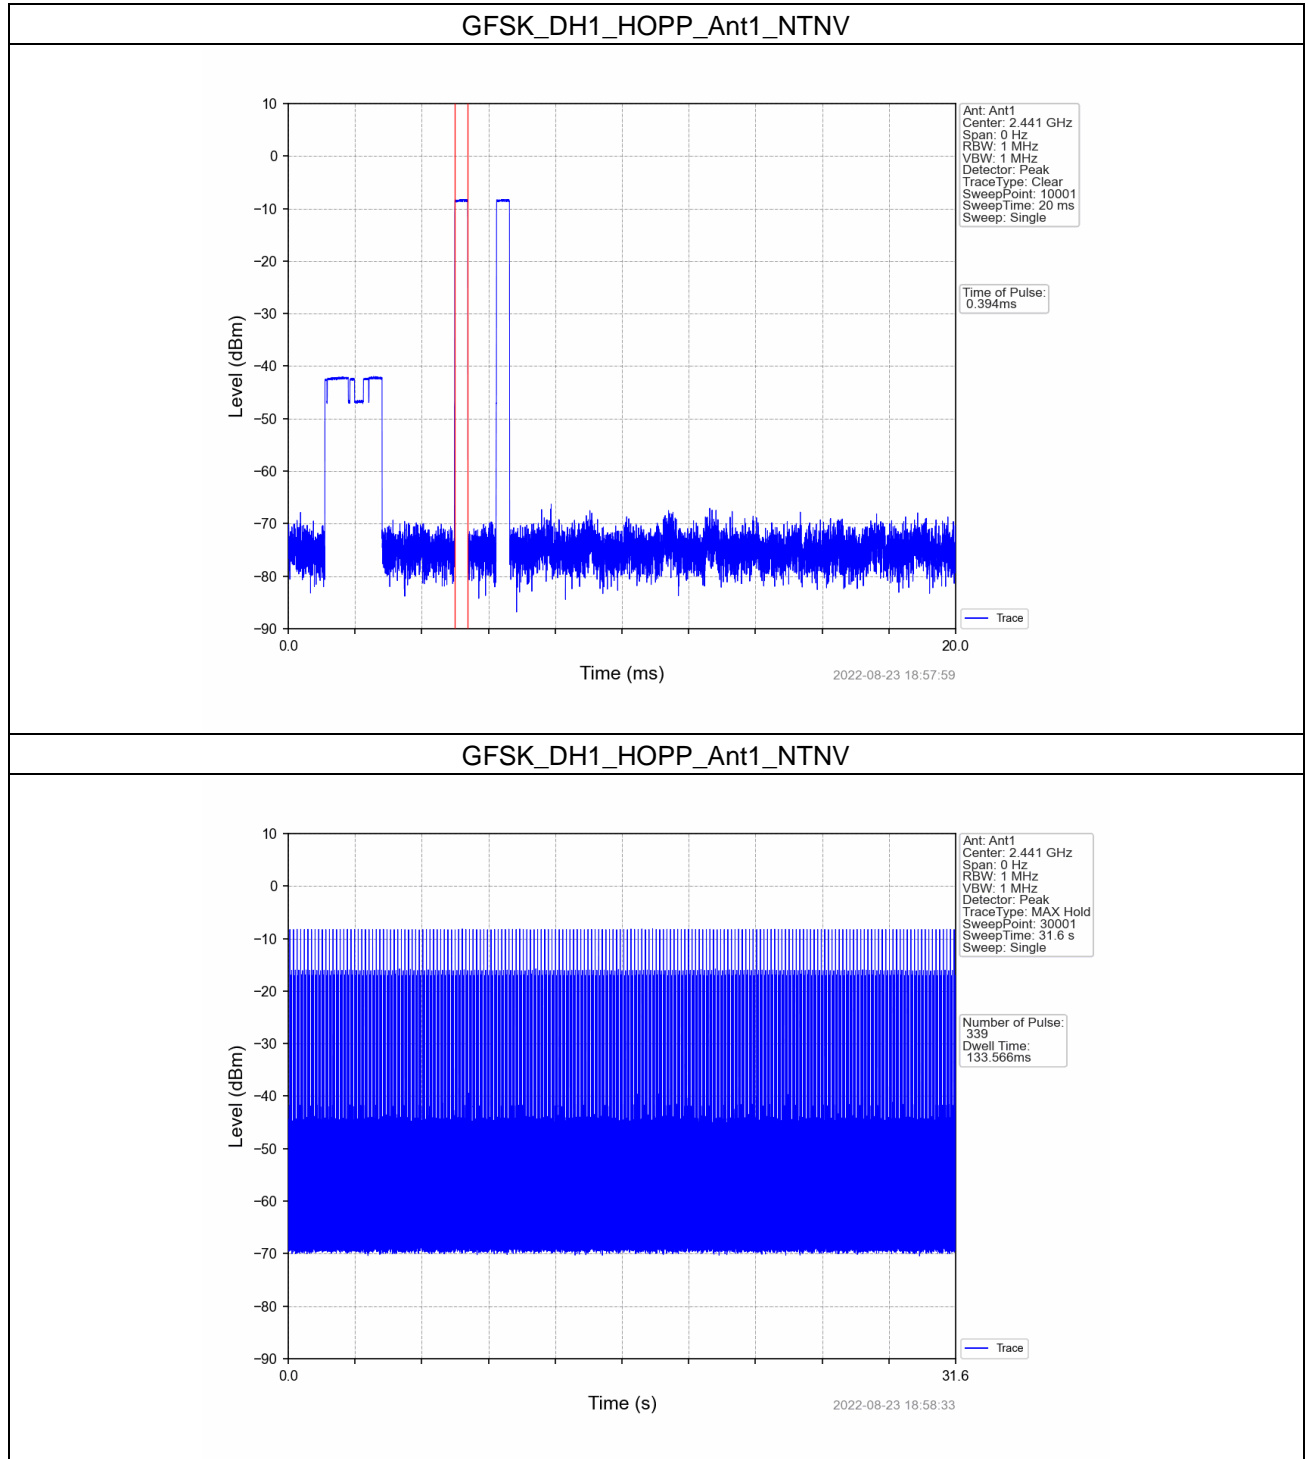 GFSK_DH1_HOPP_Ant1_NTNV
10
0
−10
−20
−30
−40
−50
−60
−70
−80
−90
Level (dBm)
0.0
20.0
Time (ms)
2022-08-23 18:57:59
Ant: Ant1
Center: 2.441 GHz
Span: 0 Hz
RBW: 1 MHz
VBW: 1 MHz
Detector: Peak
TraceType: Clear
SweepPoint: 10001
SweepTime: 20 ms
Sweep: Single
Time of Pulse:
0.394ms
Trace
GFSK_DH1_HOPP_Ant1_NTNV
10
0
−10
−20
−30
−40
−50
−60
−70
−80
−90
Level (dBm)
0.0
31.6
Time (s)
2022-08-23 18:58:33
Ant: Ant1
Center: 2.441 GHz
Span: 0 Hz
RBW: 1 MHz
VBW: 1 MHz
Detector: Peak
TraceType: MAX Hold
SweepPoint: 30001
SweepTime: 31.6 s
Sweep: Single
Number of Pulse:
339
Dwell Time:
133.566ms
Trace